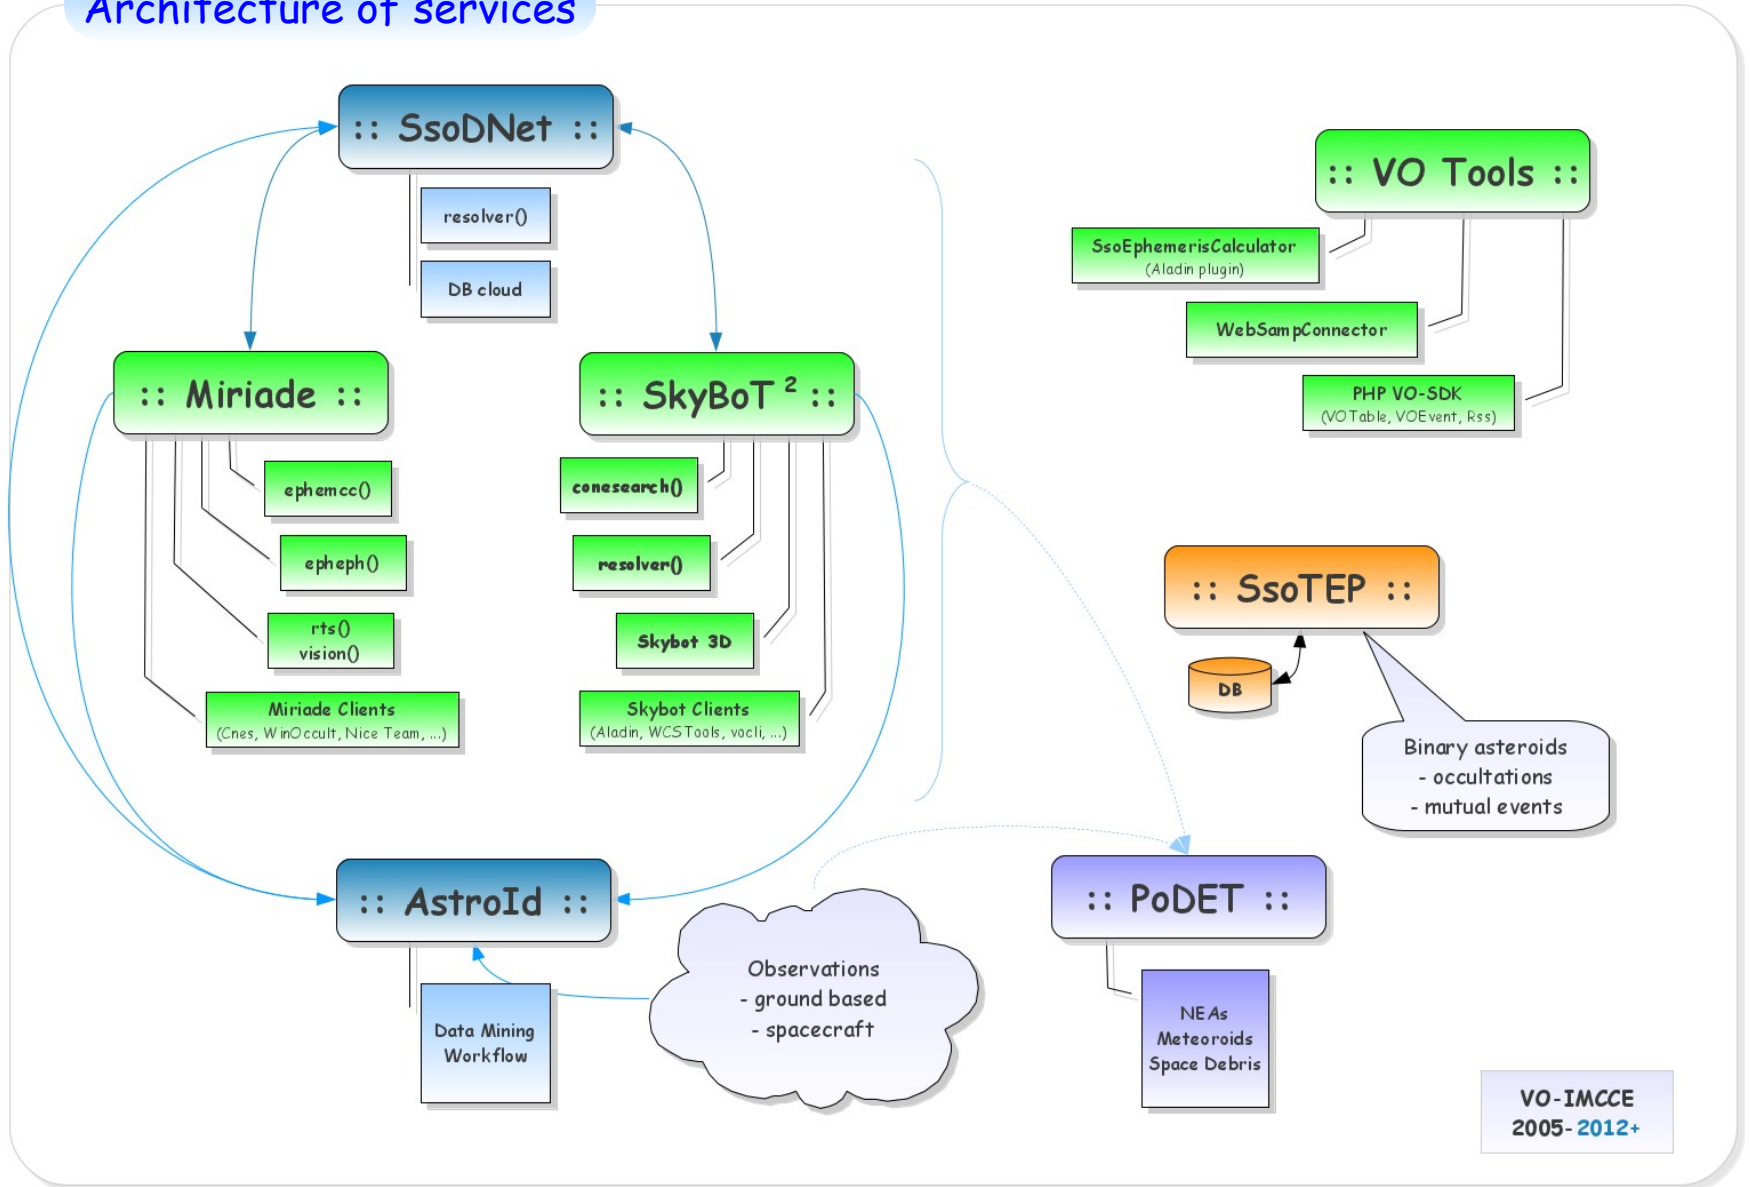 Architecture of services
:: SsoDNet ::
resolver()
DB cloud
:: VO Tools ::
SsoEphemerisCalculator
(Aladin plugin)
WebSampConnector
PHP VO-SDK
(VOTable, VOEvent, Rss)
:: Miriade ::
ephemcc()
epheph()
rts()
vision()
Miriade Clients
(Cnes, WinOccult, Nice Team, ...)
:: SkyBoT ² ::
conesearch()
resolver()
Skybot 3D
Skybot Clients
(Aladin, WCSTools, vocli, ...)
:: SsoTEP ::
DB
Binary asteroids
- occultations
- mutual events
:: AstroId ::
Data Mining
Workflow
Observations
- ground based
- spacecraft
:: PoDET ::
NEAs
Meteoroids
Space Debris
VO-IMCCE
2005-2012+